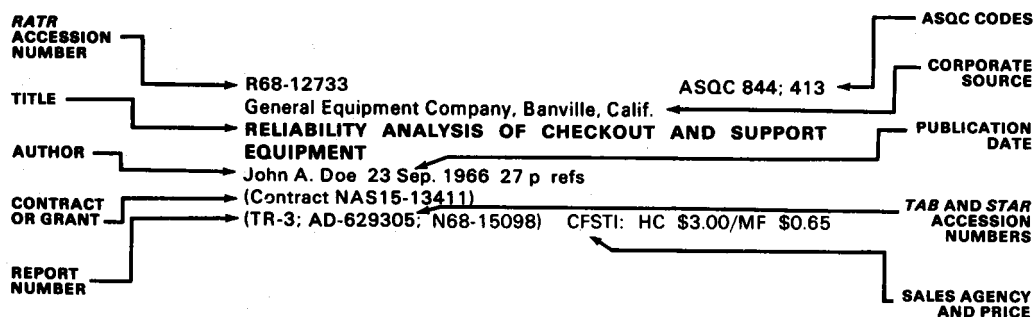 RATR
ACCESSION
NUMBER
ASQC CODES
R68-12733 ASQC 844; 413
CORPORATE
SOURCE
TITLE
General Equipment Company, Banville, Calif.
RELIABILITY ANALYSIS OF CHECKOUT AND SUPPORT
EQUIPMENT
PUBLICATION
DATE
AUTHOR
John A. Doe 23 Sep. 1966 27 p refs
CONTRACT
OR GRANT
(Contract NAS15-13411)
(TR-3; AD-629305; N68-15098) CFSTI: HC $3.00/MF $0.65
TAB AND STAR
ACCESSION
NUMBERS
REPORT
NUMBER
SALES AGENCY
AND PRICE